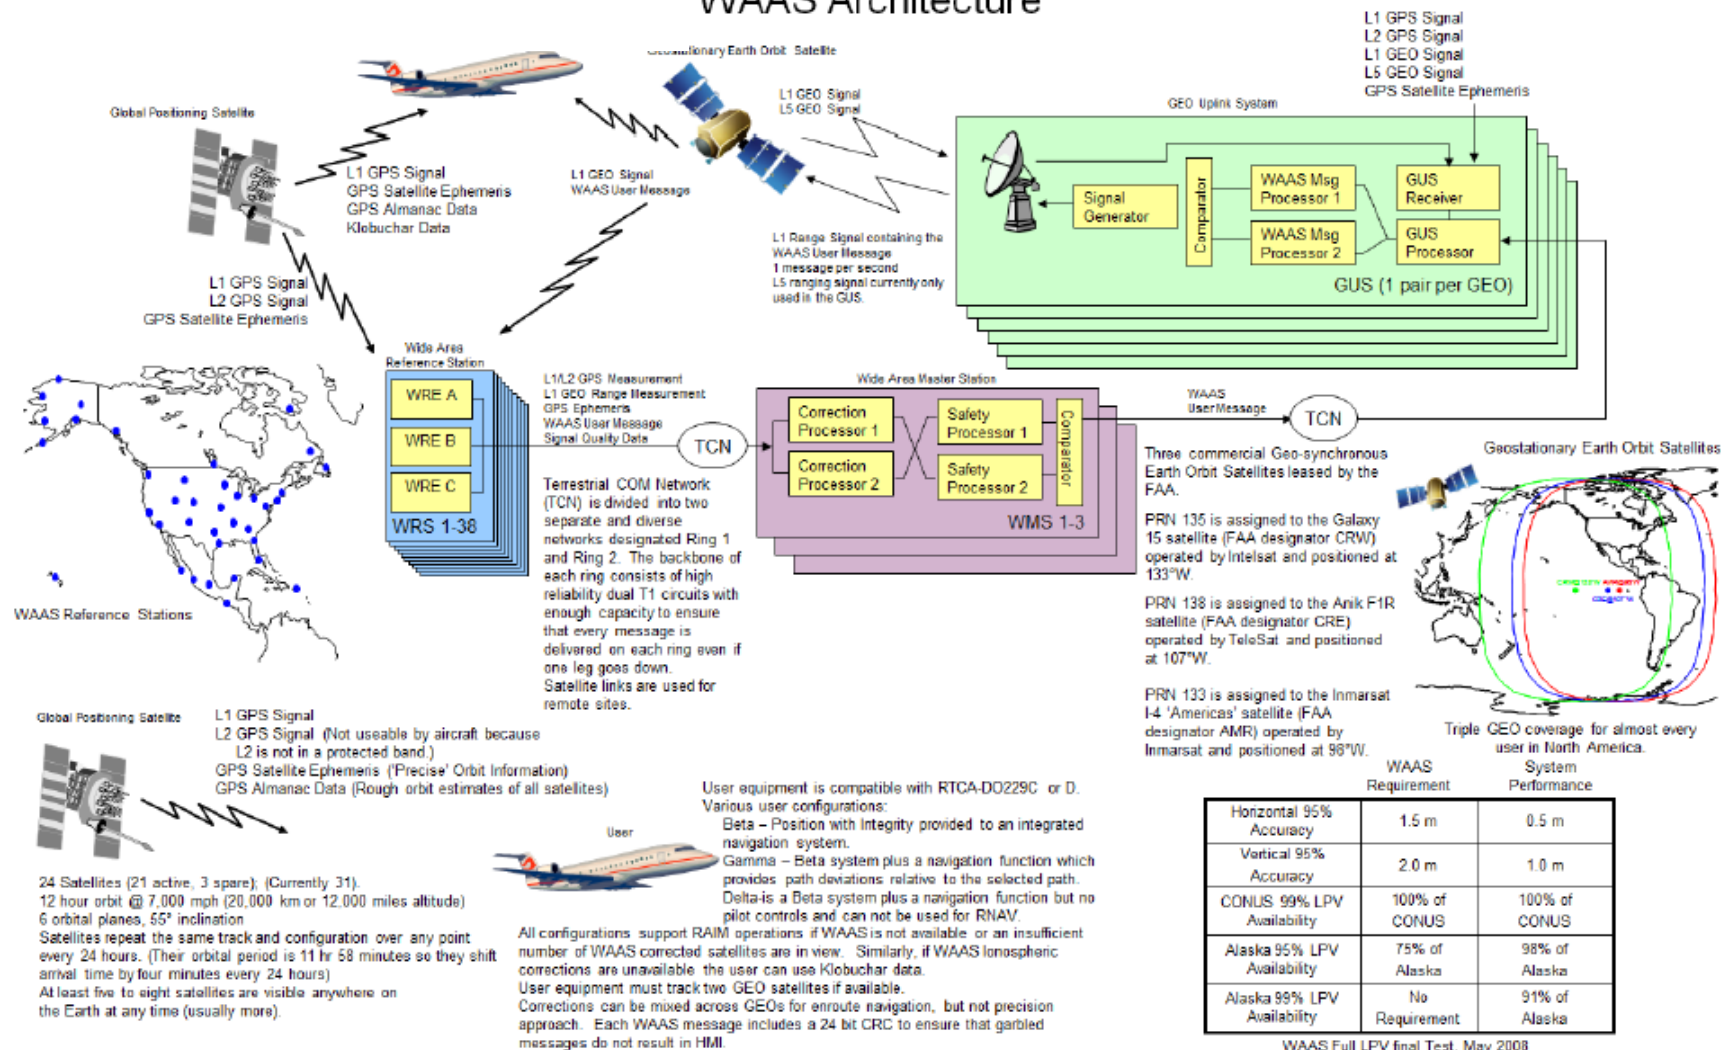 WAAS Architecture
Geostationary Earth Orbit Satellite
Global Positioning Satellite
L1 GPS Signal
GPS Satellite Ephemeris
GPS Almanac Data
Klobuchar Data
L1 GEO Signal
WAAS User Message
L1 GEO Signal
L5 GEO Signal
L1 GPS Signal
L2 GPS Signal
L1 GEO Signal
L5 GEO Signal
GPS Satellite Ephemeris
GEO Uplink System
Signal
Generator
Comparator
WAAS Msg
Processor 1
WAAS Msg
Processor 2
GUS
Receiver
GUS
Processor
GUS (1 pair per GEO)
L1 Range Signal containing the
WAAS User Message
1 message per second
L5 ranging signal currently only
used in the GUS.
L1 GPS Signal
L2 GPS Signal
GPS Satellite Ephemeris
Wide Area
Reference Station
WRE A
WRE B
WRE C
WRS 1-38
L1/L2 GPS Measurement
L1 GEO Range Measurement
GPS Ephemeris
WAAS User Message
Signal Quality Data
TCN
Wide Area Master Station
Correction
Processor 1
Correction
Processor 2
Safety
Processor 1
Safety
Processor 2
Comparator
WMS 1-3
WAAS
User Message
TCN
WAAS Reference Stations
Terrestrial COM Network
(TCN) is divided into two
separate and diverse
networks designated Ring 1
and Ring 2. The backbone of
each ring consists of high
reliability dual T1 circuits with
enough capacity to ensure
that every message is
delivered on each ring even if
one leg goes down.
Satellite links are used for
remote sites.
Three commercial Geo-synchronous
Earth Orbit Satellites leased by the
FAA.
PRN 135 is assigned to the Galaxy
15 satellite (FAA designator CRW)
operated by Intelsat and positioned at
133°W.
PRN 138 is assigned to the Anik F1R
satellite (FAA designator CRE)
operated by TeleSat and positioned
at 107°W.
PRN 133 is assigned to the Inmarsat
I-4 'Americas' satellite (FAA
designator AMR) operated by
Inmarsat and positioned at 98°W.
Geostationary Earth Orbit Satellites
Triple GEO coverage for almost every
user in North America.
Global Positioning Satellite
L1 GPS Signal
L2 GPS Signal (Not useable by aircraft because
L2 is not in a protected band.)
GPS Satellite Ephemeris ('Precise' Orbit Information)
GPS Almanac Data (Rough orbit estimates of all satellites)
24 Satellites (21 active, 3 spare); (Currently 31).
12 hour orbit @ 7,000 mph (20,000 km or 12,000 miles altitude)
6 orbital planes, 55° inclination
Satellites repeat the same track and configuration over any point
every 24 hours. (Their orbital period is 11 hr 58 minutes so they shift
arrival time by four minutes every 24 hours)
At least five to eight satellites are visible anywhere on
the Earth at any time (usually more).
User
User equipment is compatible with RTCA-DO229C or D.
Various user configurations:
Beta – Position with Integrity provided to an integrated
navigation system.
Gamma – Beta system plus a navigation function which
provides path deviations relative to the selected path.
Delta-is a Beta system plus a navigation function but no
pilot controls and can not be used for RNAV.
All configurations support RAIM operations if WAAS is not available or an insufficient
number of WAAS corrected satellites are in view. Similarly, if WAAS Ionospheric
corrections are unavailable the user can use Klobuchar data.
User equipment must track two GEO satellites if available.
Corrections can be mixed across GEOs for enroute navigation, but not precision
approach. Each WAAS message includes a 24 bit CRC to ensure that garbled
messages do not result in HMI.
WAAS
Requirement
System
Performance
Horizontal 95%
Accuracy
1.5 m
0.5 m
Vertical 95%
Accuracy
2.0 m
1.0 m
CONUS 99% LPV
Availability
100% of
CONUS
100% of
CONUS
Alaska 95% LPV
Availability
75% of
Alaska
98% of
Alaska
Alaska 99% LPV
Availability
No
Requirement
91% of
Alaska
WAAS Full LPV final Test, May 2008